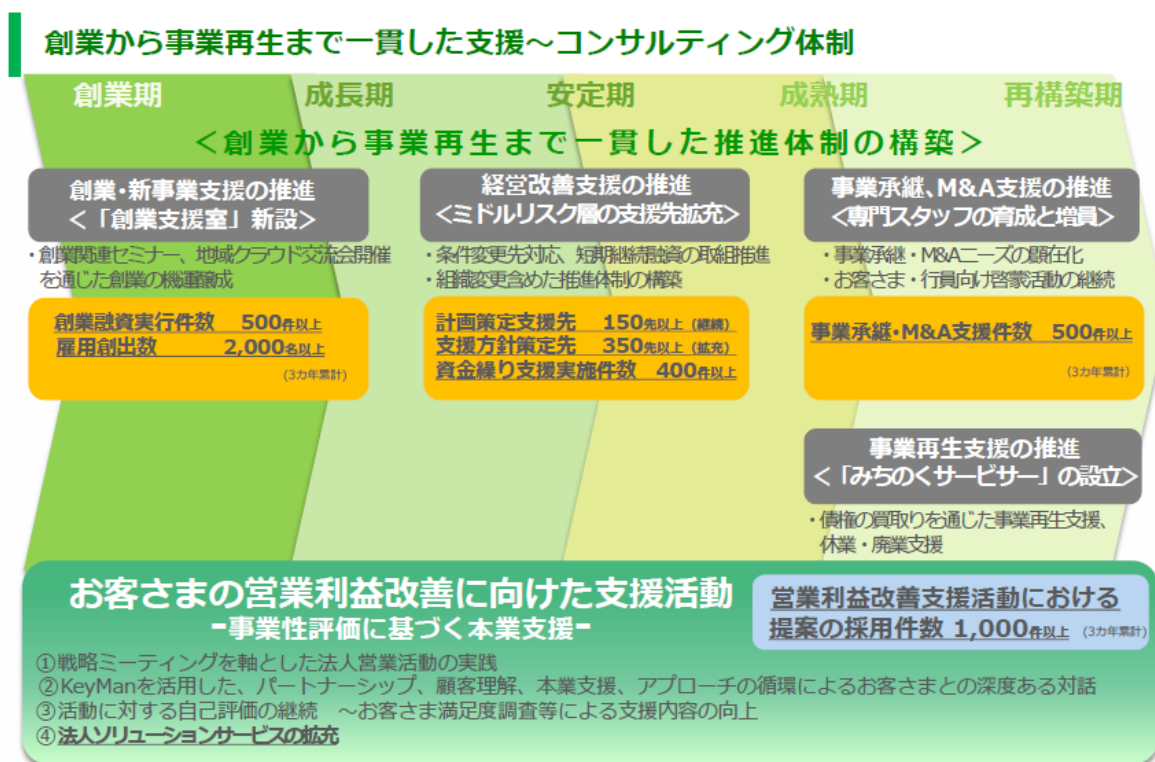 創業から事業再生まで一貫した支援～コンサルティング体制
創業期
成長期
安定期
成熟期
再構築期
＜創業から事業再生まで一貫した推進体制の構築＞
創業・新事業支援の推進
＜「創業支援室」新設＞
・創業関連セミナー、地域クラウド交流会開催
を通じた創業の機運醸成
創業融資実行件数 500件以上
雇用創出数 2,000名以上
(3カ年累計)
経営改善支援の推進
＜ミドルリスク層の支援先拡充＞
・条件変更先対応、短期継続融資の取組推進
・組織変更含めた推進体制の構築
計画策定支援先 150先以上（継続）
支援方針策定先 350先以上（拡充）
資金繰り支援実施件数 400件以上
事業承継、M&A支援の推進
＜専門スタッフの育成と増員＞
・事業承継・M&Aニーズの顕在化
・お客さま・行員向け啓蒙活動の継続
事業承継・M&A支援件数 500件以上
(3カ年累計)
事業再生支援の推進
＜「みちのくサービサー」の設立＞
・債権の買取りを通じた事業再生支援、
休業・廃業支援
お客さまの営業利益改善に向けた支援活動
－事業性評価に基づく本業支援－
営業利益改善支援活動における
提案の採用件数 1,000件以上 (3カ年累計)
①戦略ミーティングを軸とした法人営業活動の実践
②KeyManを活用した、パートナーシップ、顧客理解、本業支援、アプローチの循環によるお客さまとの深度ある対話
③活動に対する自己評価の継続 ～お客さま満足度調査等による支援内容の向上
④法人ソリューションサービスの拡充